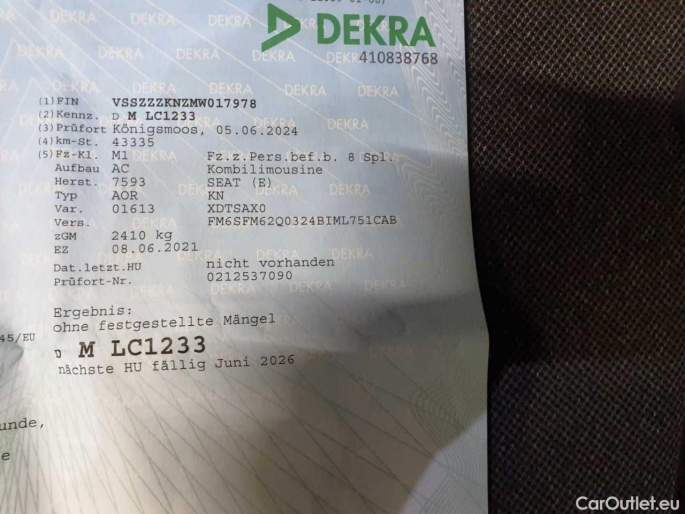 DEKRA
410838768
(1)FIN VSSZZZKNZMW017978
(2)Kennz. D M LC1233
(3)Prüfort Königsmoos, 05.06.2024
(4)km-St. 43335
(5)Fz-Kl. M1 Fz.z.Pers.bef.b. 8 Spl.
Aufbau AC Kombilimousine
Herst. 7593 SEAT (E)
Typ AOR KN
Var. 01613 XDTSAX0
Vers. FM6SFM62Q0324BIML751CAB
zGM 2410 kg
EZ 08.06.2021
Dat.letzt.HU nicht vorhanden
Prüfort-Nr. 0212537090
Ergebnis:
ohne festgestellte Mängel
45/EU
D M LC1233
nächste HU fällig Juni 2026
unde,
e
CarOutlet.eu